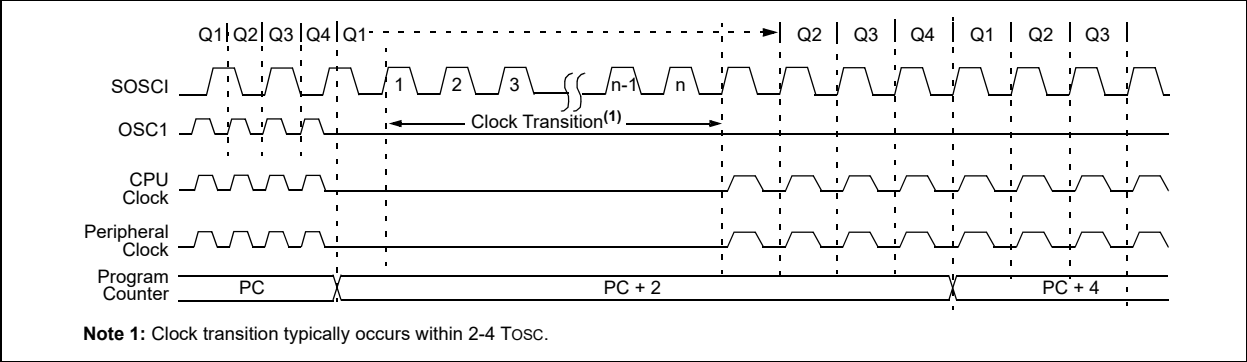 Q1 Q2 Q3 Q4 Q1 Q2 Q3 Q4 Q1 Q2 Q3
SOSCI 1 2 3 n-1 n
OSC1 Clock Transition(1)
CPU
Clock
Peripheral
Clock
Program
Counter
PC PC + 2 PC + 4
Note 1: Clock transition typically occurs within 2-4 TOSC.